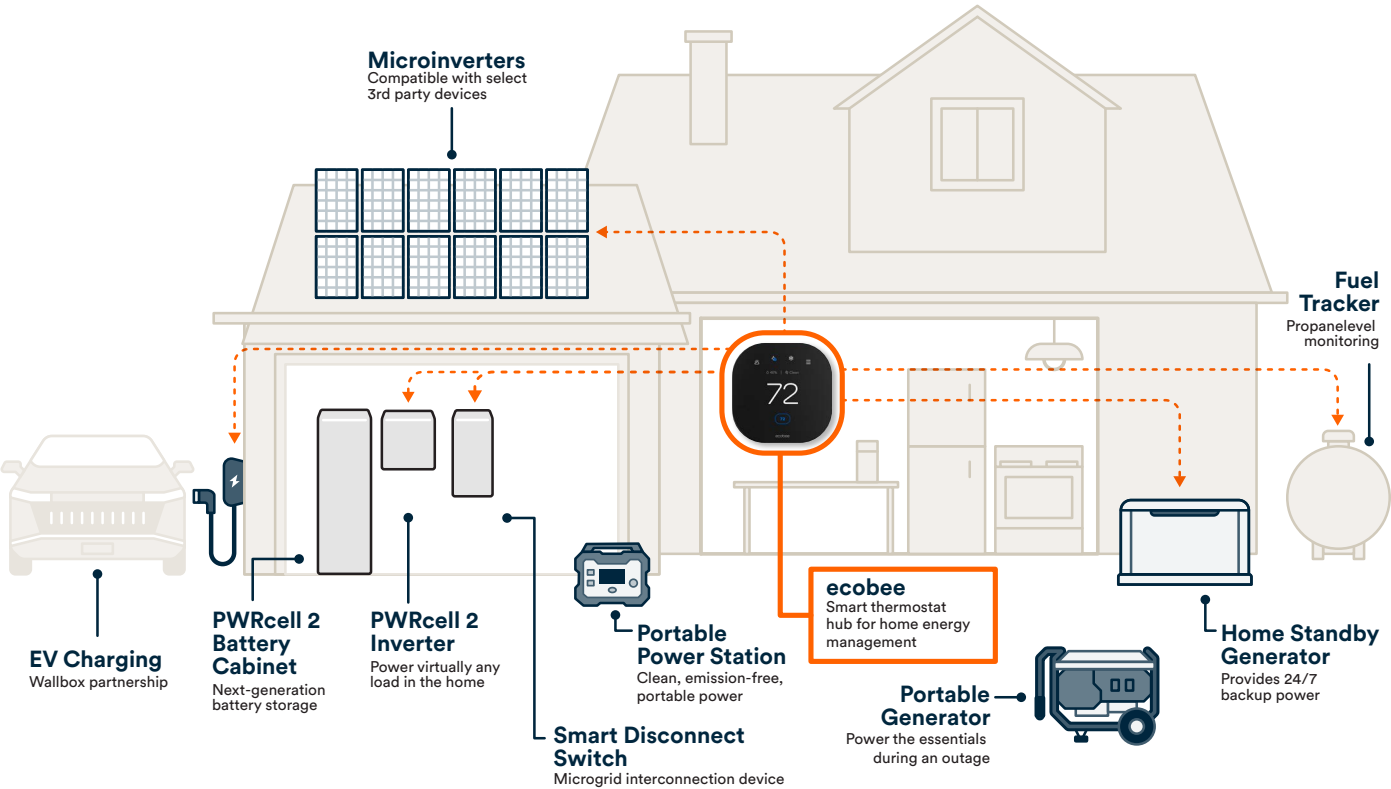 Microinverters
Compatible with select
3rd party devices
Fuel
Tracker
Propanelevel
monitoring
72
ecobee
Smart thermostat
hub for home energy
management
EV Charging
Wallbox partnership
PWRcell 2
Battery
Cabinet
Next-generation
battery storage
PWRcell 2
Inverter
Power virtually any
load in the home
Smart Disconnect
Switch
Microgrid interconnection device
Portable
Power Station
Clean, emission-free,
portable power
Portable
Generator
Power the essentials
during an outage
Home Standby
Generator
Provides 24/7
backup power